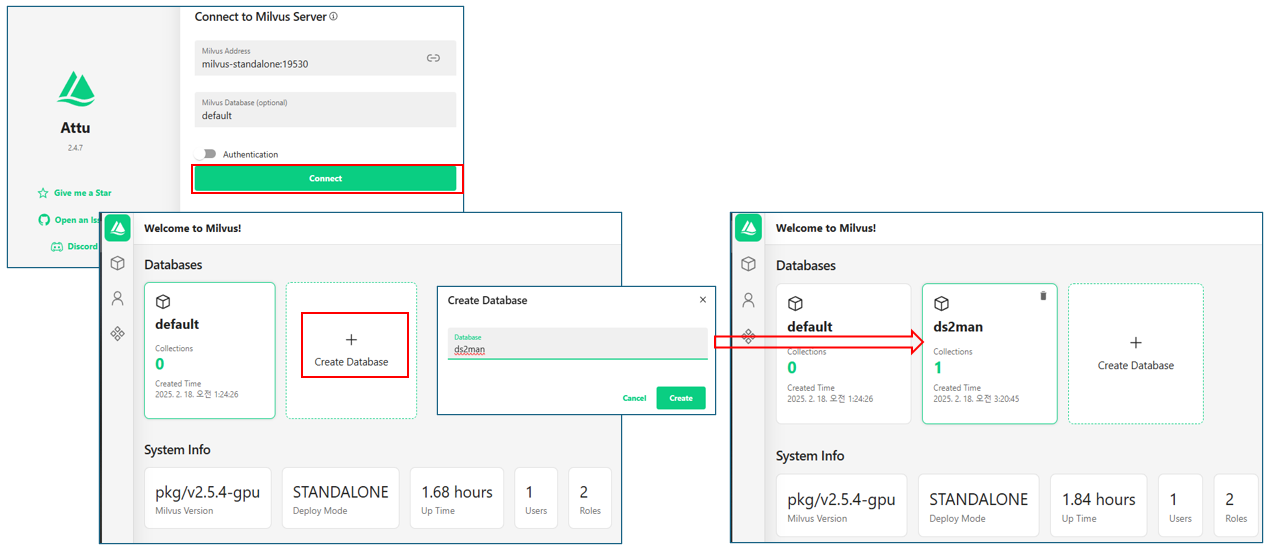 Connect to Milvus Server
Milvus Address
milvus-standalone:19530
Milvus Database (optional)
default
Authentication
Connect
Attu
2.4.7
Give me a Star
Open an Iss
Discord
Welcome to Milvus!
Databases
default
Collections
0
Created Time
2025. 2. 18. 오전 1:24:26
Create Database
System Info
pkg/v2.5.4-gpu
Milvus Version
STANDALONE
Deploy Mode
1.68 hours
Up Time
1
Users
2
Roles
Create Database
Database
ds2man
Cancel
Create
Welcome to Milvus!
Databases
default
Collections
0
Created Time
2025. 2. 18. 오전 1:24:26
ds2man
Collections
1
Created Time
2025. 2. 18. 오전 3:20:45
Create Database
System Info
pkg/v2.5.4-gpu
Milvus Version
STANDALONE
Deploy Mode
1.84 hours
Up Time
1
Users
2
Roles